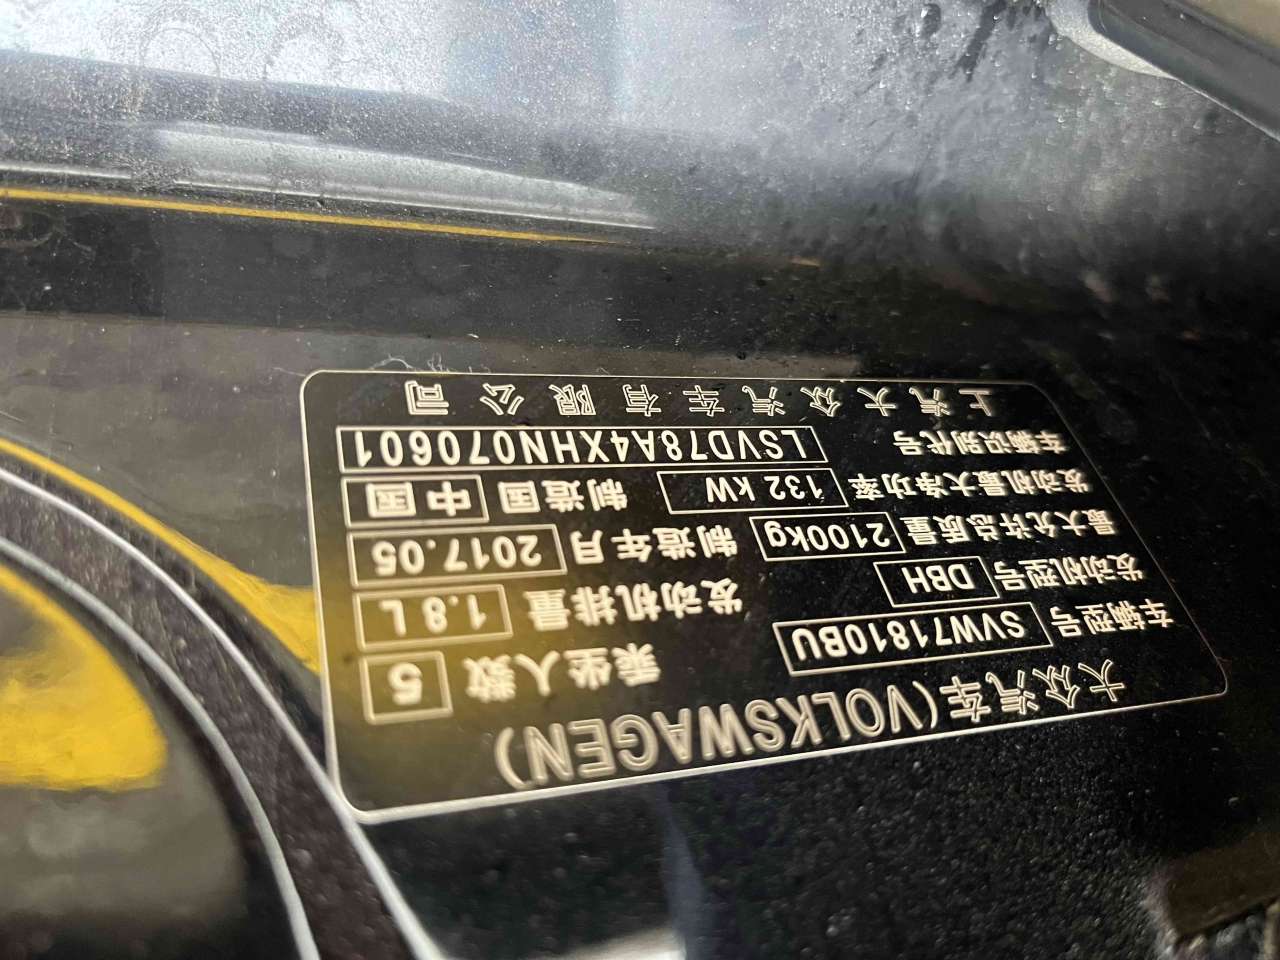 大众汽车(VOLKSWAGEN)
车辆型号 SVW71810BU 乘坐人数 5
发动机型号 DBH 发动机排量 1.8 L
最大允许总质量 2100kg 制造年月 2017.05
发动机最大净功率 132 kW 制造国 中国
车辆识别代号 LSVD78A4XHN070601
上汽大众汽车有限公司